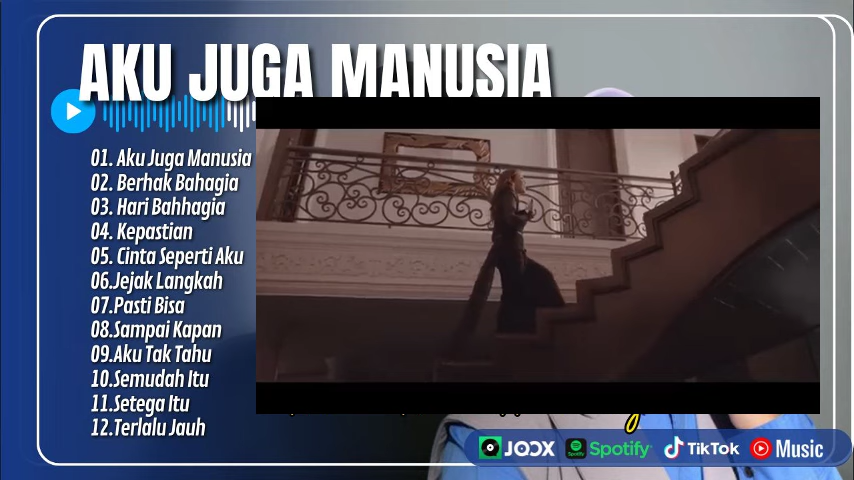 AKU JUGA MANUSIA
01. Aku Juga Manusia
02. Berhak Bahagia
03. Hari Bahhagia
04. Kepastian
05. Cinta Seperti Aku
06.Jejak Langkah
07.Pasti Bisa
08.Sampai Kapan
09.Aku Tak Tahu
10.Semudah Itu
11.Setega Itu
12.Terlalu Jauh
JOOX Spotify TikTok Music